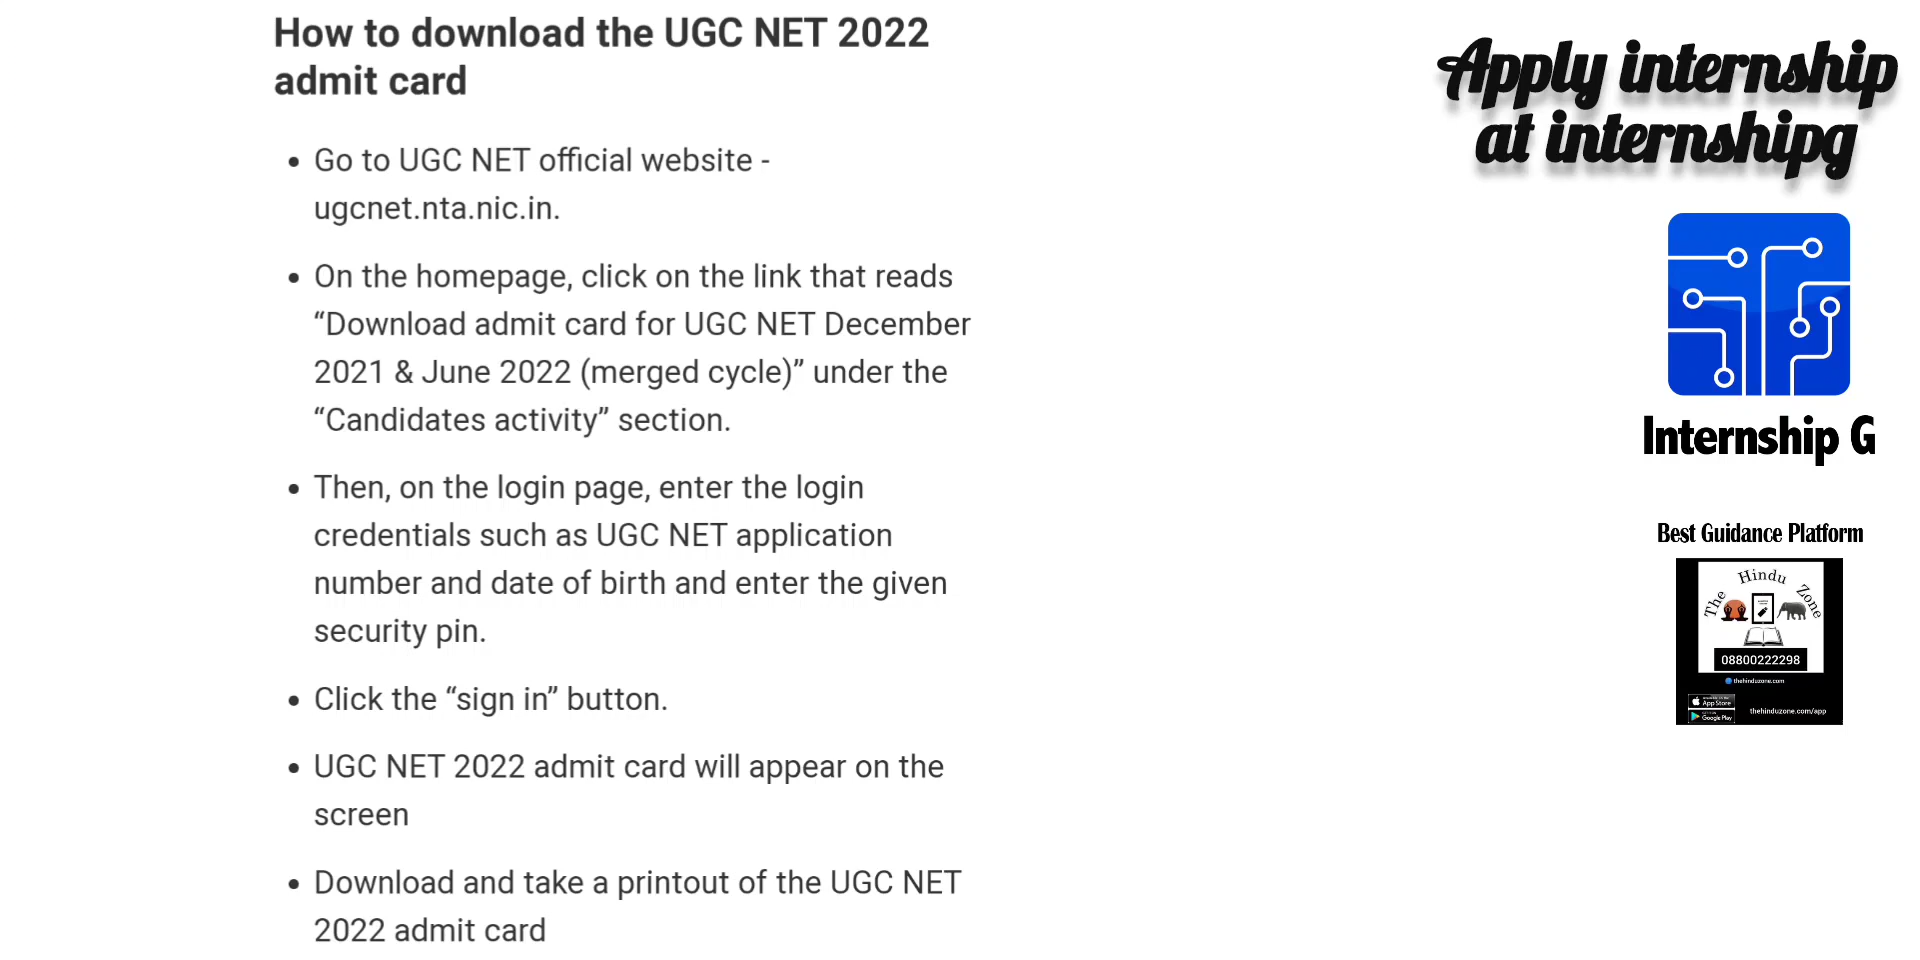 How to download the UGC NET 2022
admit card
• Go to UGC NET official website -
ugcnet.nta.nic.in.
• On the homepage, click on the link that reads
“Download admit card for UGC NET December
2021 & June 2022 (merged cycle)” under the
“Candidates activity” section.
• Then, on the login page, enter the login
credentials such as UGC NET application
number and date of birth and enter the given
security pin.
• Click the “sign in” button.
• UGC NET 2022 admit card will appear on the
screen
• Download and take a printout of the UGC NET
2022 admit card
Apply internship
at internshipg
Internship G
Best Guidance Platform
The Hindu Zone
08800222298
thehinduzone.com
App Store
Google Play
thehinduzone.com/app